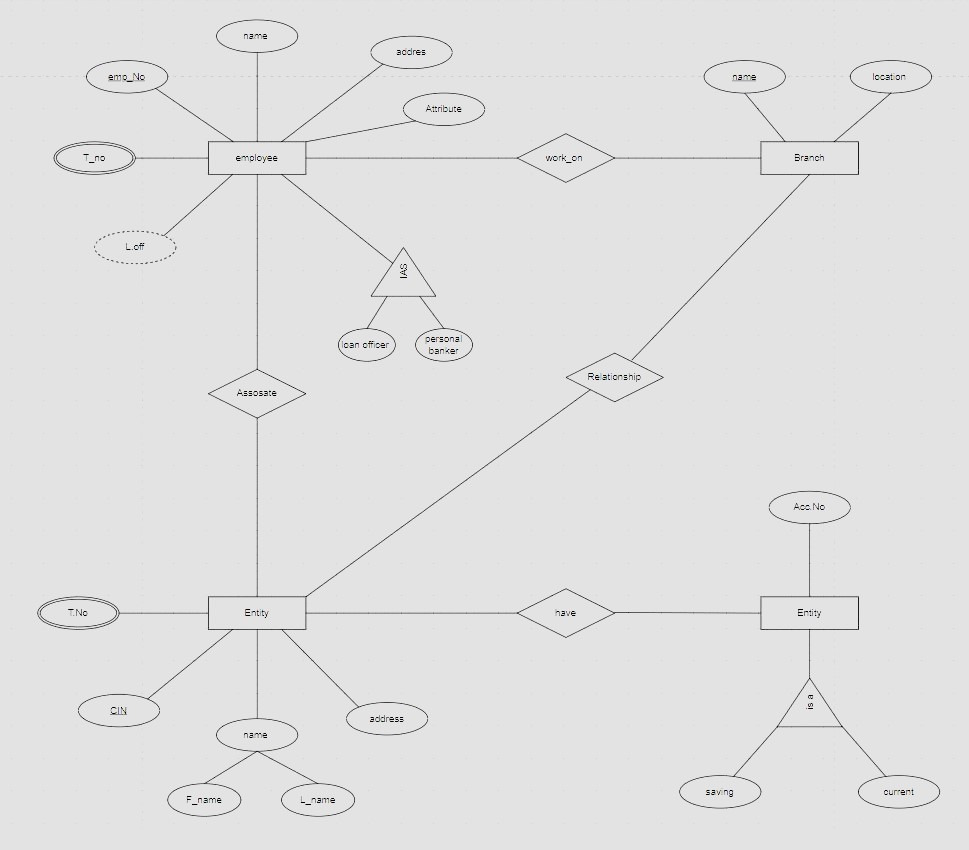 name
addres
emp_No
name
location
Attribute
T_no
employee
work_on
Branch
L.off
IAS
loan officer
personal
banker
Relationship
Assosate
Acc.No
T.No
Entity
have
Entity
is a
CIN
address
name
saving
current
F_name
L_name